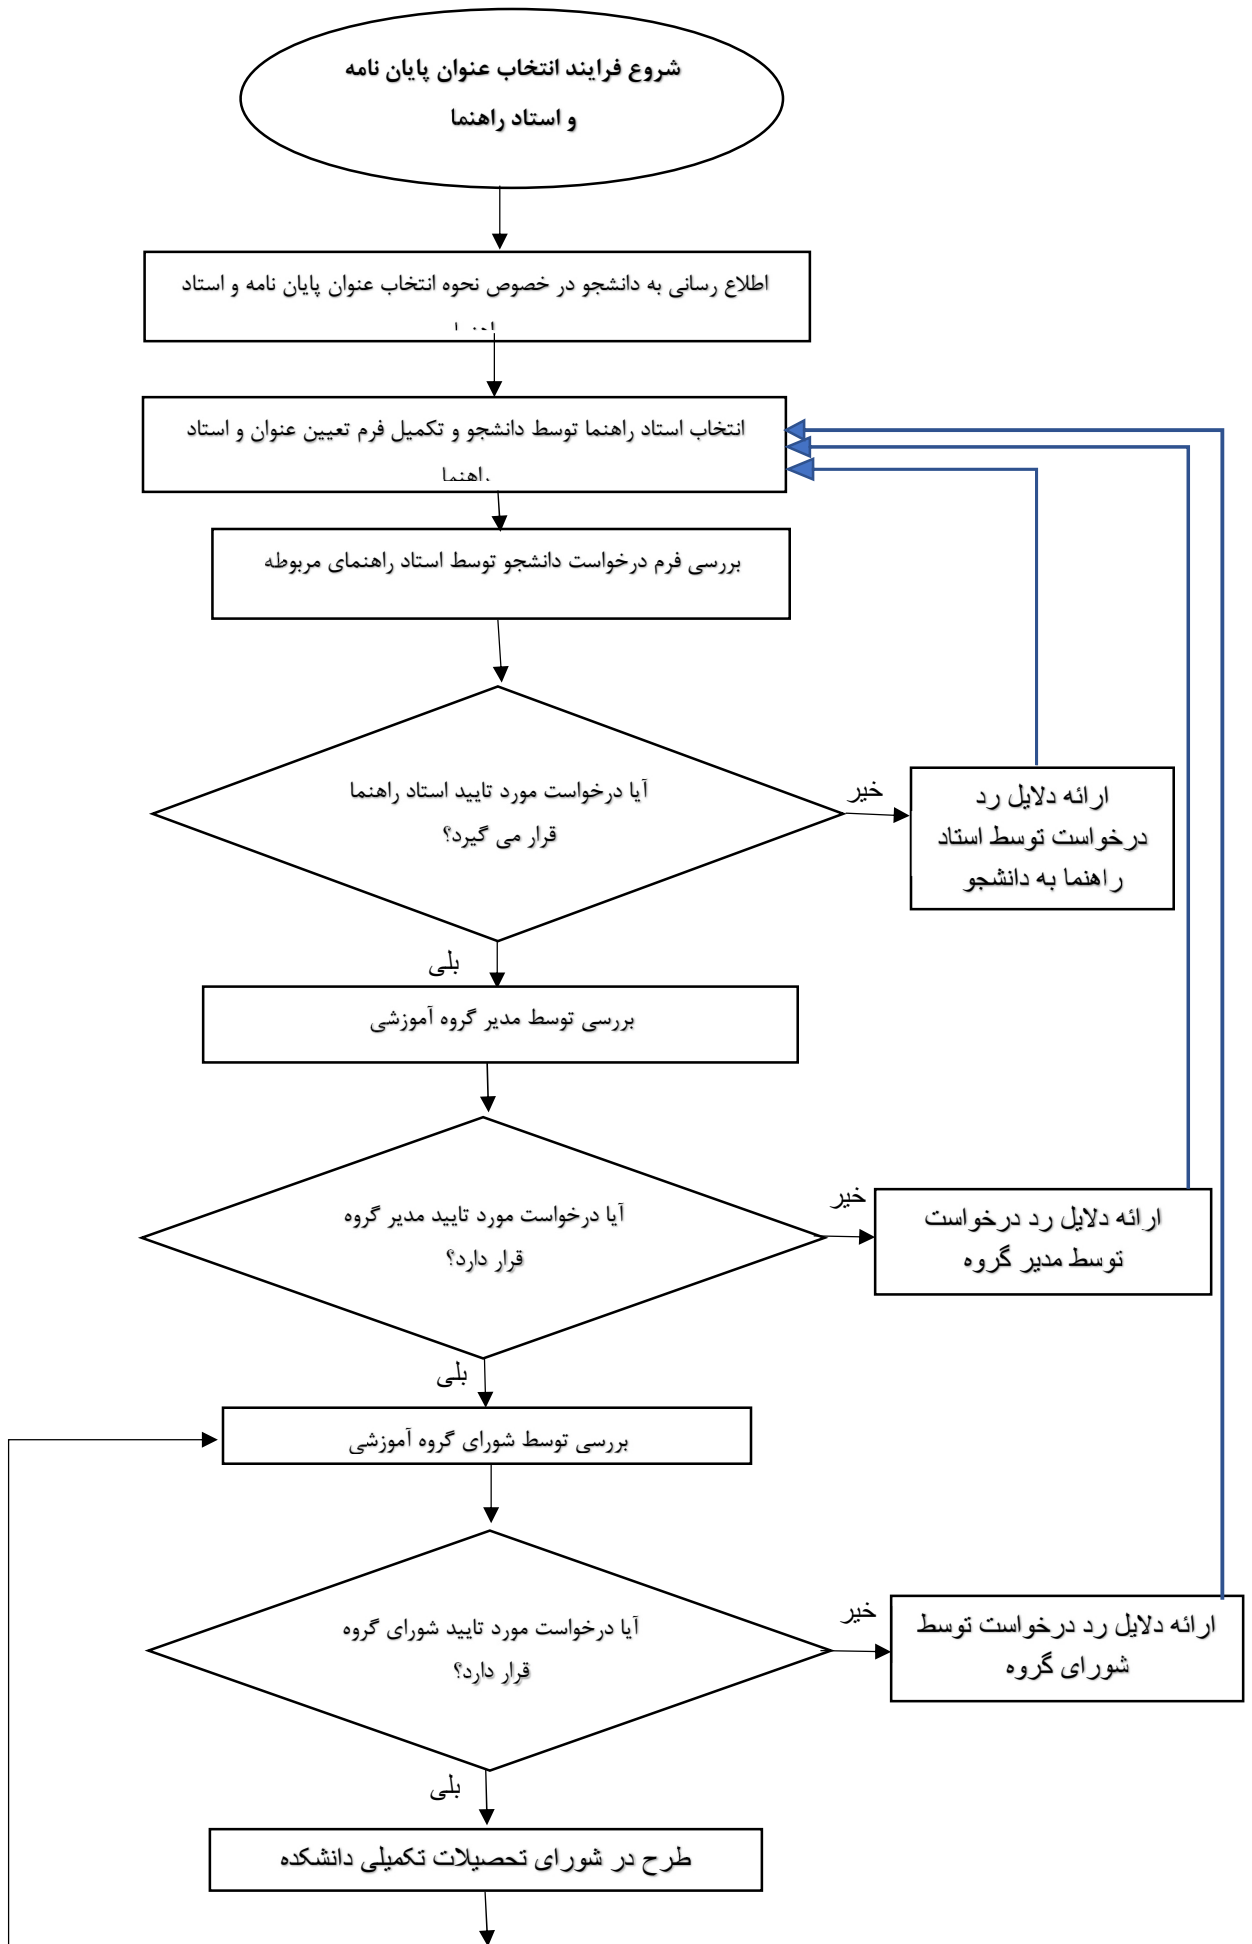 شروع فرایند انتخاب عنوان پایان نامه
و استاد راهنما
اطلاع رسانی به دانشجو در خصوص نحوه انتخاب عنوان پایان نامه و استاد
انتخاب استاد راهنما توسط دانشجو و تکمیل فرم تعیین عنوان و استاد
راهنما
بررسی فرم درخواست دانشجو توسط استاد راهنمای مربوطه
آیا درخواست مورد تایید استاد راهنما
قرار می گیرد؟
خیر
ارائه دلایل رد
درخواست توسط استاد
راهنما به دانشجو
بلی
بررسی توسط مدیر گروه آموزشی
آیا درخواست مورد تایید مدیر گروه
قرار دارد؟
خیر
ارائه دلایل رد درخواست
توسط مدیر گروه
بلی
بررسی توسط شورای گروه آموزشی
آیا درخواست مورد تایید شورای گروه
قرار دارد؟
خیر
ارائه دلایل رد درخواست توسط
شورای گروه
بلی
طرح در شورای تحصیلات تکمیلی دانشکده